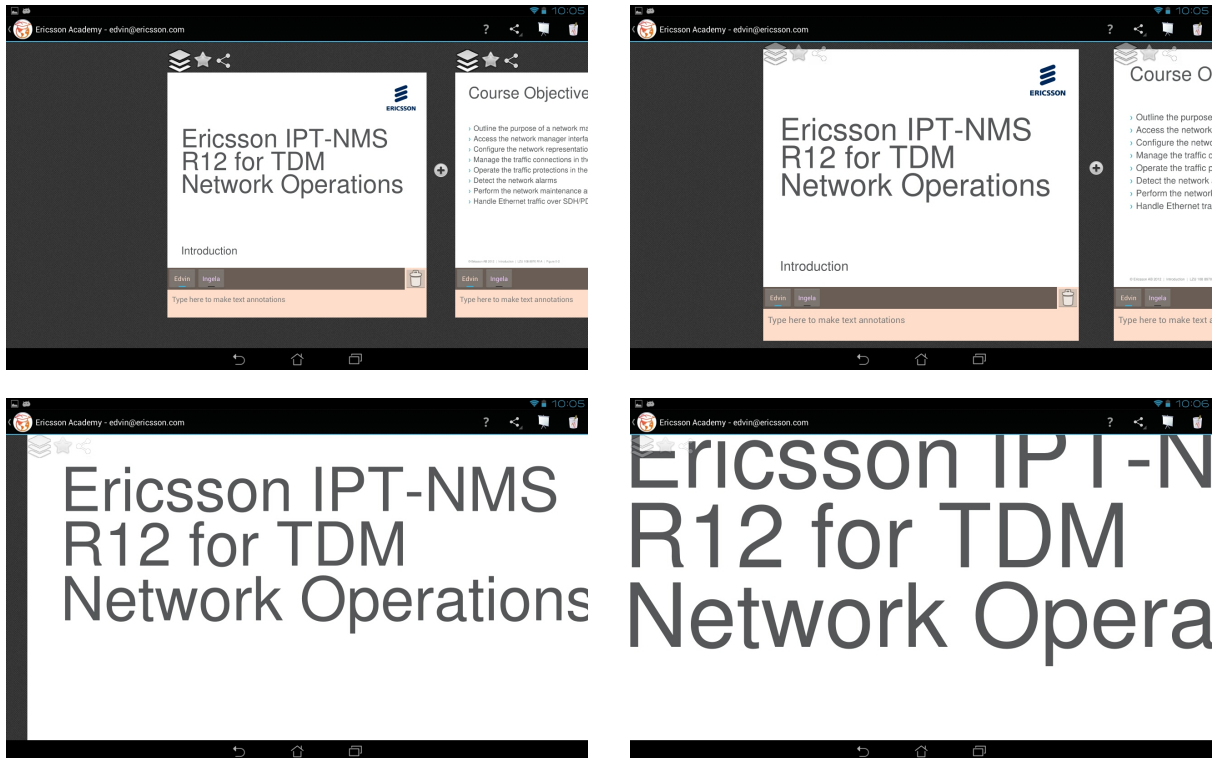 10:05
Ericsson Academy - edvin@ericsson.com
?
ERICSSON
Ericsson IPT-NMS
R12 for TDM
Network Operations
Introduction
Edvin Ingela
Type here to make text annotations
Course Objective
› Outline the purpose of a network ma
› Access the network manager interfa
› Configure the network representatio
› Manage the traffic connections in the
› Operate the traffic protections in the
› Detect the network alarms
› Perform the network maintenance a
› Handle Ethernet traffic over SDH/PD
Edvin Ingela
Type here to make text annotations
10:05
Ericsson Academy - edvin@ericsson.com
?
ERICSSON
Ericsson IPT-NMS
R12 for TDM
Network Operations
Introduction
Edvin Ingela
Type here to make text annotations
Course O
› Outline the purpose
› Access the network
› Configure the netwo
› Manage the traffic c
› Operate the traffic p
› Detect the network
› Perform the network
› Handle Ethernet tra
Edvin Ingela
Type here to make text a
10:05
Ericsson Academy - edvin@ericsson.com
?
Ericsson IPT-NMS
R12 for TDM
Network Operations
10:06
Ericsson Academy - edvin@ericsson.com
?
Ericsson IPT-N
R12 for TDM
Network Opera